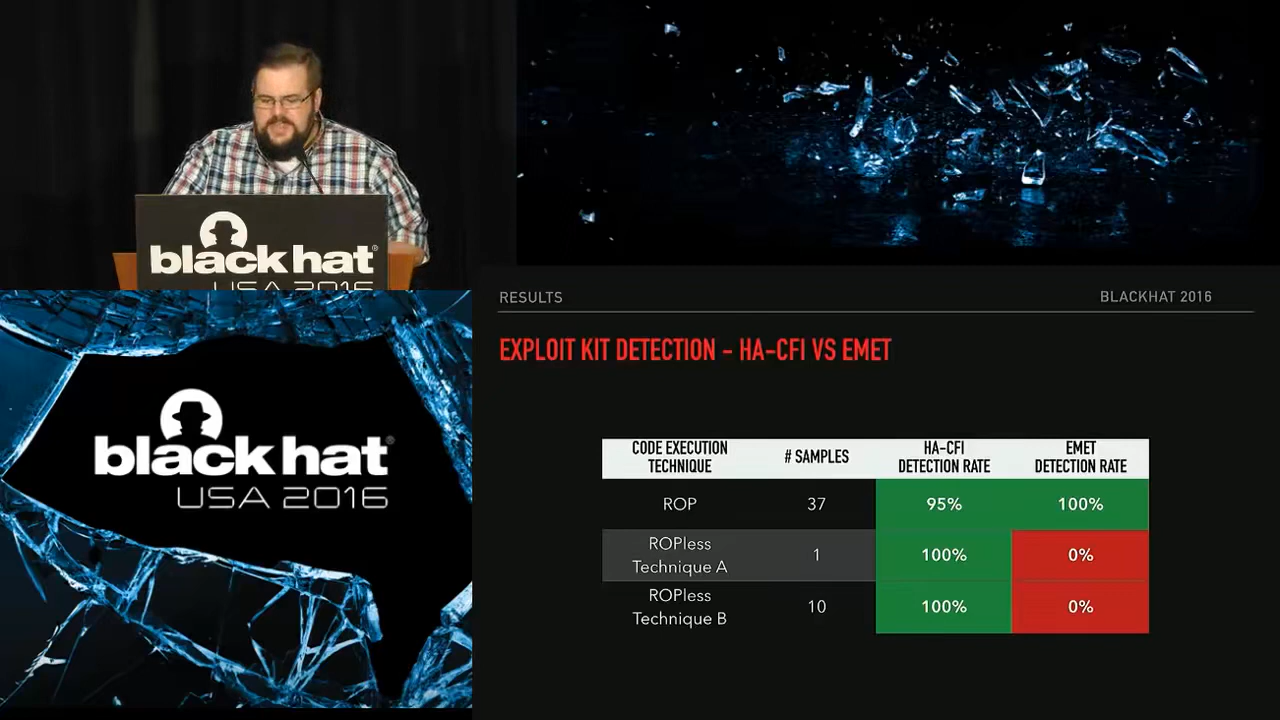 black hat®
USA 2016
black hat®
USA 2016
RESULTS
BLACKHAT 2016
EXPLOIT KIT DETECTION - HA-CFI VS EMET
CODE EXECUTION TECHNIQUE
# SAMPLES
HA-CFI DETECTION RATE
EMET DETECTION RATE
ROP
37
95%
100%
ROPless Technique A
1
100%
0%
ROPless Technique B
10
100%
0%